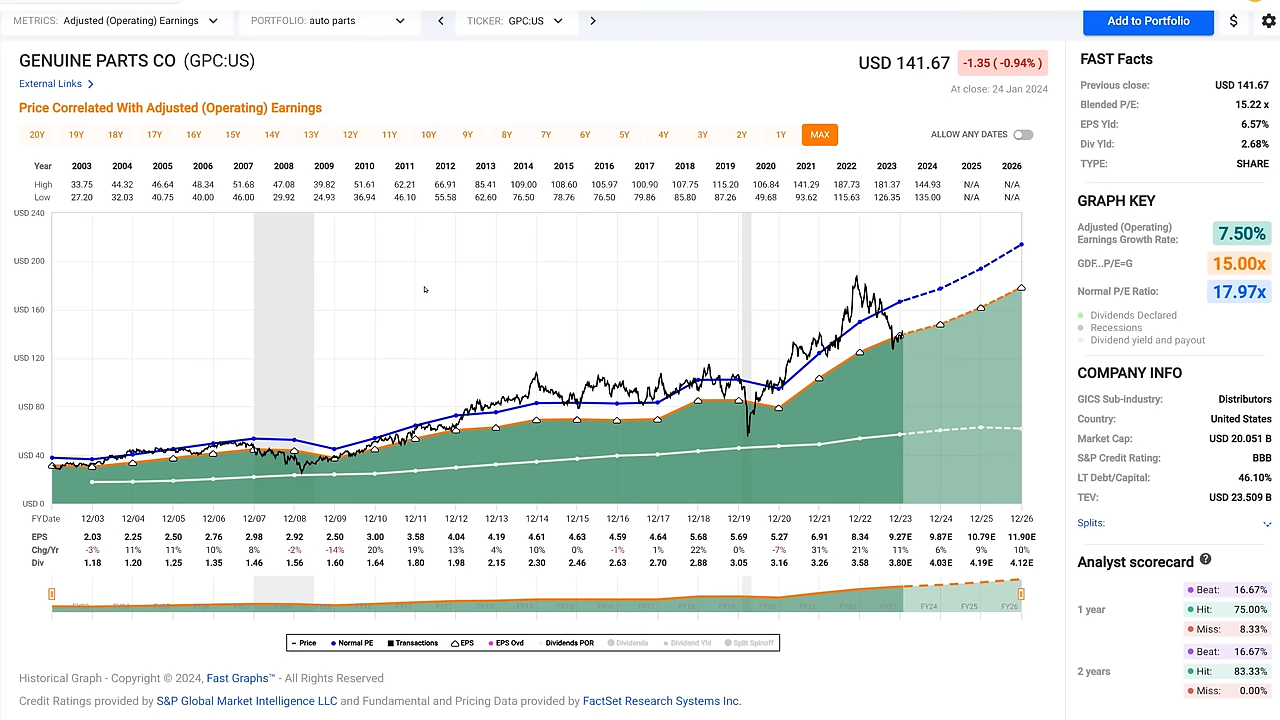 METRICS: Adjusted (Operating) Earnings PORTFOLIO: auto parts TICKER: GPC:US Add to Portfolio $
GENUINE PARTS CO (GPC:US) USD 141.67 -1.35 ( -0.94% )
External Links At close: 24 Jan 2024
Price Correlated With Adjusted (Operating) Earnings
20Y 19Y 18Y 17Y 16Y 15Y 14Y 13Y 12Y 11Y 10Y 9Y 8Y 7Y 6Y 5Y 4Y 3Y 2Y 1Y MAX ALLOW ANY DATES
Year 2003 2004 2005 2006 2007 2008 2009 2010 2011 2012 2013 2014 2015 2016 2017 2018 2019 2020 2021 2022 2023 2024 2025 2026
High 33.75 44.32 46.64 48.34 51.68 47.08 39.82 51.61 62.21 66.91 85.41 109.00 108.60 105.97 100.90 107.75 115.20 106.84 141.29 187.73 181.37 144.93 N/A N/A
Low 27.20 32.03 40.75 40.00 46.00 29.92 24.93 36.94 46.10 55.58 62.60 76.50 78.76 76.50 79.86 85.80 87.26 49.68 93.62 115.63 126.35 135.00 N/A N/A
USD 240
USD 200
USD 160
USD 120
USD 80
USD 40
USD 0
FYDate 12/03 12/04 12/05 12/06 12/07 12/08 12/09 12/10 12/11 12/12 12/13 12/14 12/15 12/16 12/17 12/18 12/19 12/20 12/21 12/22 12/23 12/24 12/25 12/26
EPS 2.03 2.25 2.50 2.76 2.98 2.92 2.50 3.00 3.58 4.04 4.19 4.61 4.63 4.59 4.64 5.68 5.69 5.27 6.91 8.34 9.27E 9.87E 10.79E 11.90E
Chg/Yr -3% 11% 11% 10% 8% -2% -14% 20% 19% 13% 4% 10% 0% -1% 1% 22% 0% -7% 31% 21% 11% 6% 9% 10%
Div 1.18 1.20 1.25 1.35 1.46 1.56 1.60 1.64 1.80 1.98 2.15 2.30 2.46 2.63 2.70 2.88 3.05 3.16 3.26 3.58 3.80E 4.03E 4.19E 4.12E
FY24 FY25 FY26
Price Normal PE Transactions EPS EPS Ovd Dividends POR Dividends Dividend Yld Split Spinoff
Historical Graph - Copyright © 2024, Fast Graphs™ - All Rights Reserved
Credit Ratings provided by S&P Global Market Intelligence LLC and Fundamental and Pricing Data provided by FactSet Research Systems Inc.
FAST Facts
Previous close: USD 141.67
Blended P/E: 15.22 x
EPS Yld: 6.57%
Div Yld: 2.68%
TYPE: SHARE
GRAPH KEY
Adjusted (Operating)
Earnings Growth Rate: 7.50%
GDF...P/E=G 15.00x
Normal P/E Ratio: 17.97x
Dividends Declared
Recessions
Dividend yield and payout
COMPANY INFO
GICS Sub-industry: Distributors
Country: United States
Market Cap: USD 20.051 B
S&P Credit Rating: BBB
LT Debt/Capital: 46.10%
TEV: USD 23.509 B
Splits:
Analyst scorecard ?
Beat: 16.67%
1 year Hit: 75.00%
Miss: 8.33%
Beat: 16.67%
2 years Hit: 83.33%
Miss: 0.00%